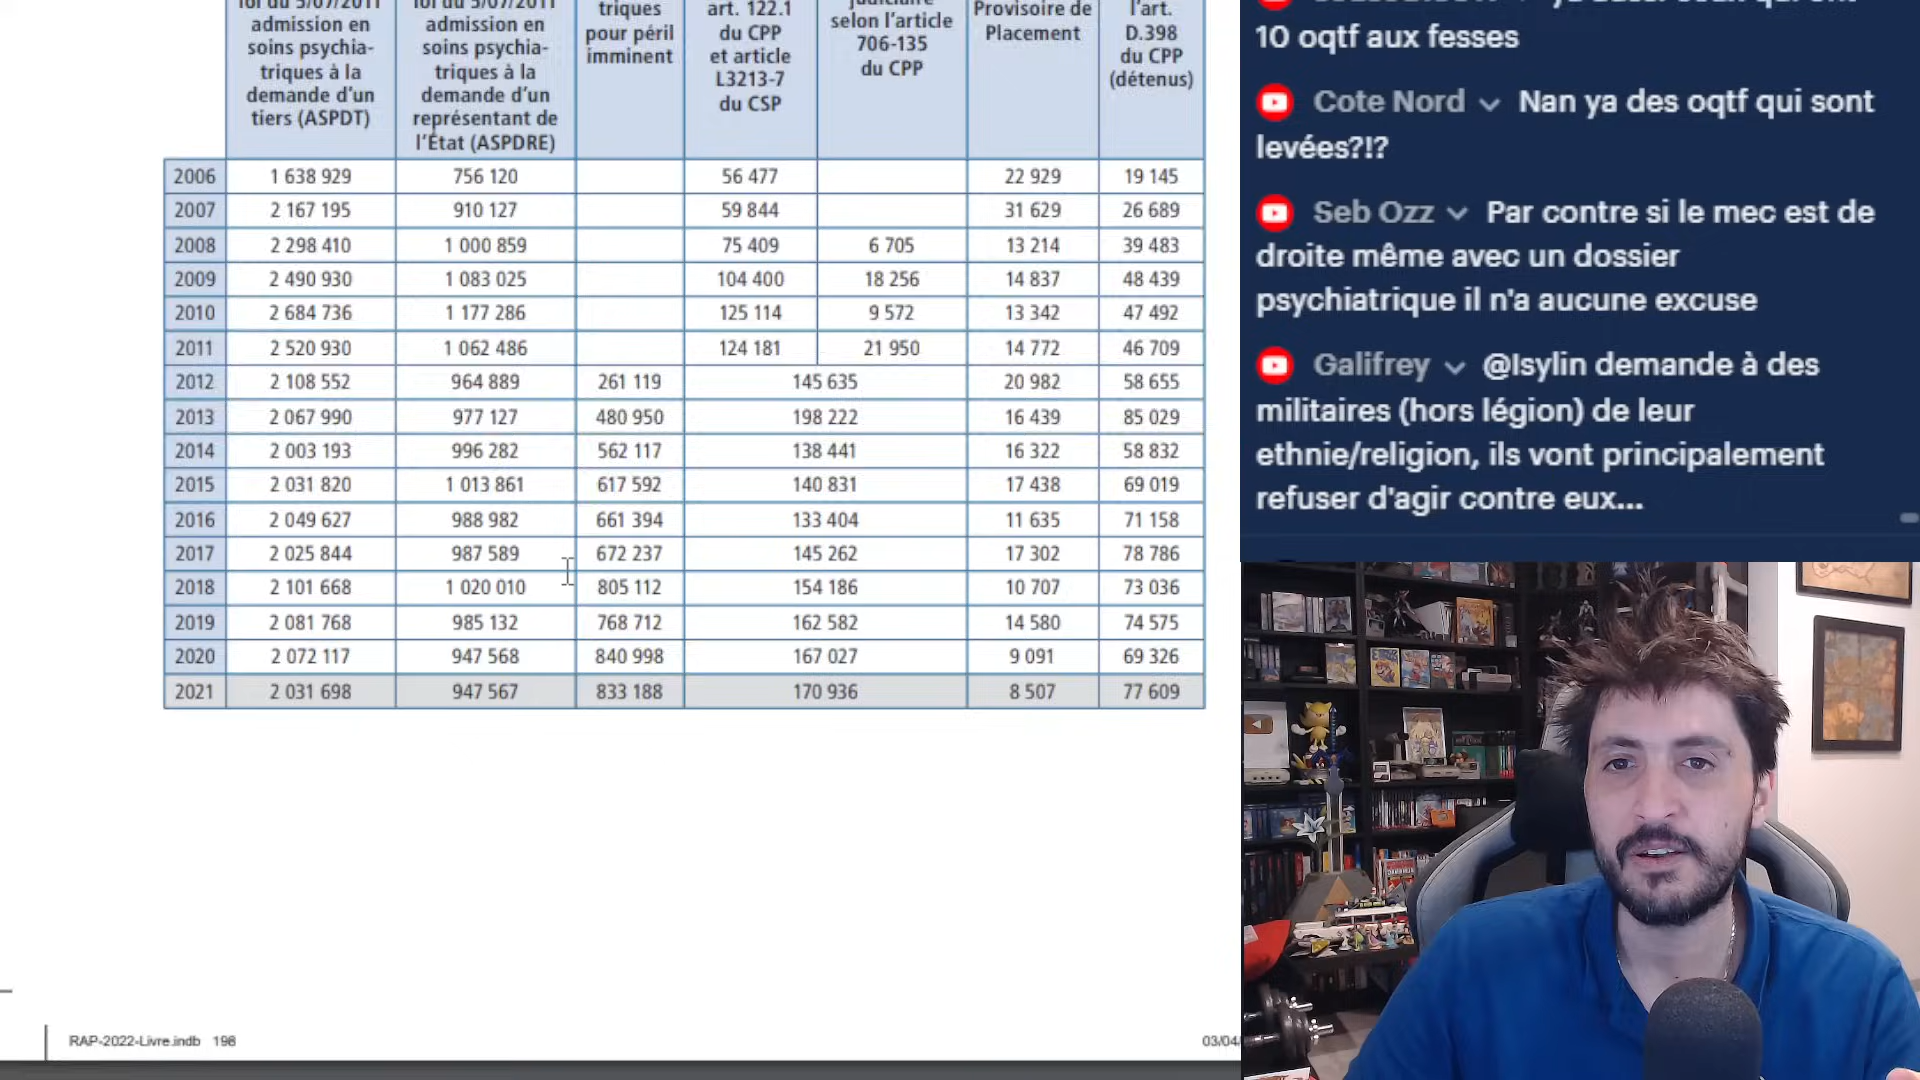 loi du 5/07/2011
admission en
soins psychia-
triques à la
demande d'un
tiers (ASPDT)
loi du 5/07/2011
admission en
soins psychia-
triques à la
demande d'un
représentant de
l'État (ASPDRE)
triques
pour péril
imminent
art. 122.1
du CPP
et article
L3213-7
du CSP
judiciaire
selon l'article
706-135
du CPP
Provisoire de
Placement
l'art.
D.398
du CPP
(détenus)
2006 1 638 929 756 120 56 477 22 929 19 145
2007 2 167 195 910 127 59 844 31 629 26 689
2008 2 298 410 1 000 859 75 409 6 705 13 214 39 483
2009 2 490 930 1 083 025 104 400 18 256 14 837 48 439
2010 2 684 736 1 177 286 125 114 9 572 13 342 47 492
2011 2 520 930 1 062 486 124 181 21 950 14 772 46 709
2012 2 108 552 964 889 261 119 145 635 20 982 58 655
2013 2 067 990 977 127 480 950 198 222 16 439 85 029
2014 2 003 193 996 282 562 117 138 441 16 322 58 832
2015 2 031 820 1 013 861 617 592 140 831 17 438 69 019
2016 2 049 627 988 982 661 394 133 404 11 635 71 158
2017 2 025 844 987 589 672 237 145 262 17 302 78 786
2018 2 101 668 1 020 010 805 112 154 186 10 707 73 036
2019 2 081 768 985 132 768 712 162 582 14 580 74 575
2020 2 072 117 947 568 840 998 167 027 9 091 69 326
2021 2 031 698 947 567 833 188 170 936 8 507 77 609
RAP-2022-Livre.indb 198
03/04/
10 oqtf aux fesses
Cote Nord Nan ya des oqtf qui sont
levées?!?
Seb Ozz Par contre si le mec est de
droite même avec un dossier
psychiatrique il n'a aucune excuse
Galifrey @Isylin demande à des
militaires (hors légion) de leur
ethnie/religion, ils vont principalement
refuser d'agir contre eux...